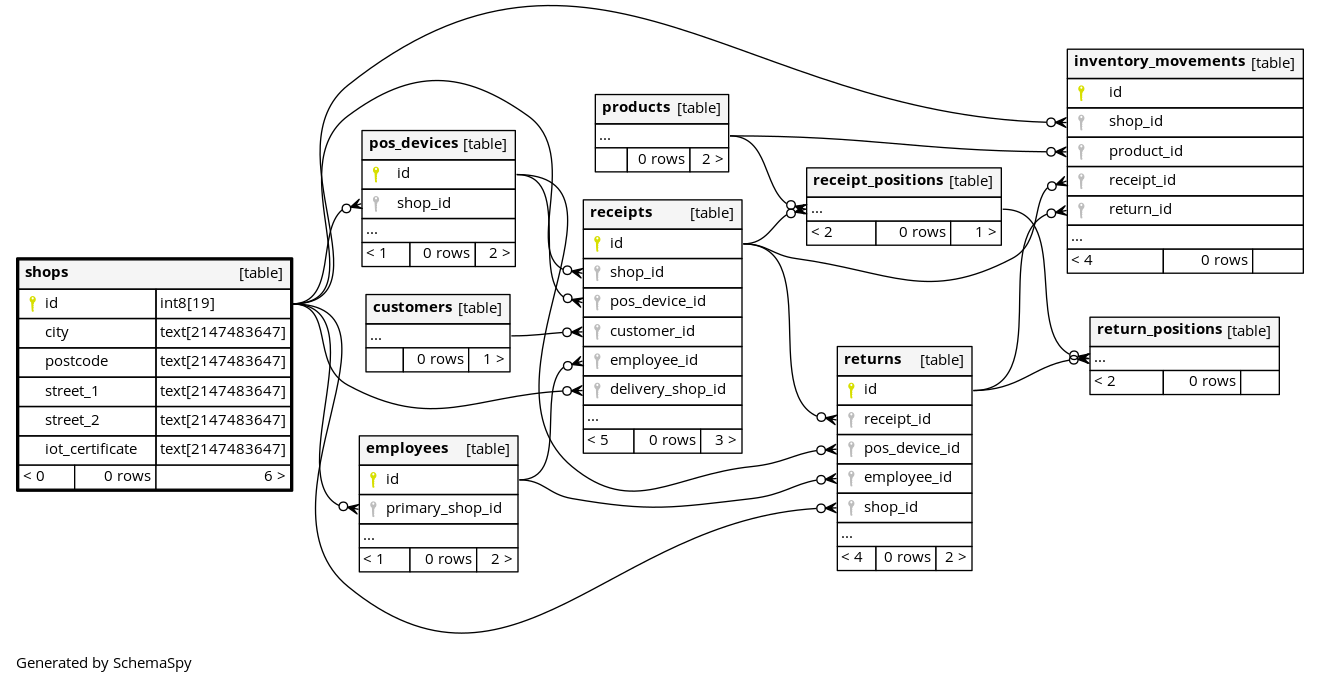 shops [table]
id int8[19]
city text[2147483647]
postcode text[2147483647]
street_1 text[2147483647]
street_2 text[2147483647]
iot_certificate text[2147483647]
< 0 0 rows 6 >
pos_devices [table]
id
shop_id
...
< 1 0 rows 2 >
customers [table]
...
0 rows 1 >
employees [table]
id
primary_shop_id
...
< 1 0 rows 2 >
products [table]
...
0 rows 2 >
receipts [table]
id
shop_id
pos_device_id
customer_id
employee_id
delivery_shop_id
...
< 5 0 rows 3 >
receipt_positions [table]
...
< 2 0 rows 1 >
returns [table]
id
receipt_id
pos_device_id
employee_id
shop_id
...
< 4 0 rows 2 >
inventory_movements [table]
id
shop_id
product_id
receipt_id
return_id
...
< 4 0 rows
return_positions [table]
...
< 2 0 rows
Generated by SchemaSpy